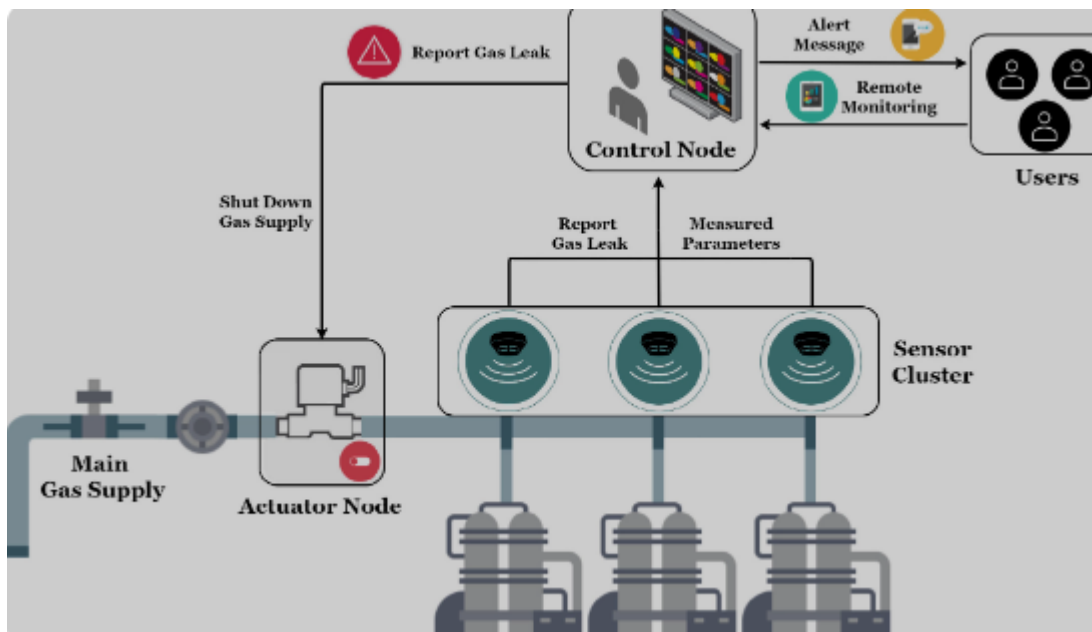 Report Gas Leak
Alert
Message
Remote
Monitoring
Control Node
Users
Shut Down
Gas Supply
Report
Gas Leak
Measured
Parameters
Sensor
Cluster
Main
Gas Supply
Actuator Node